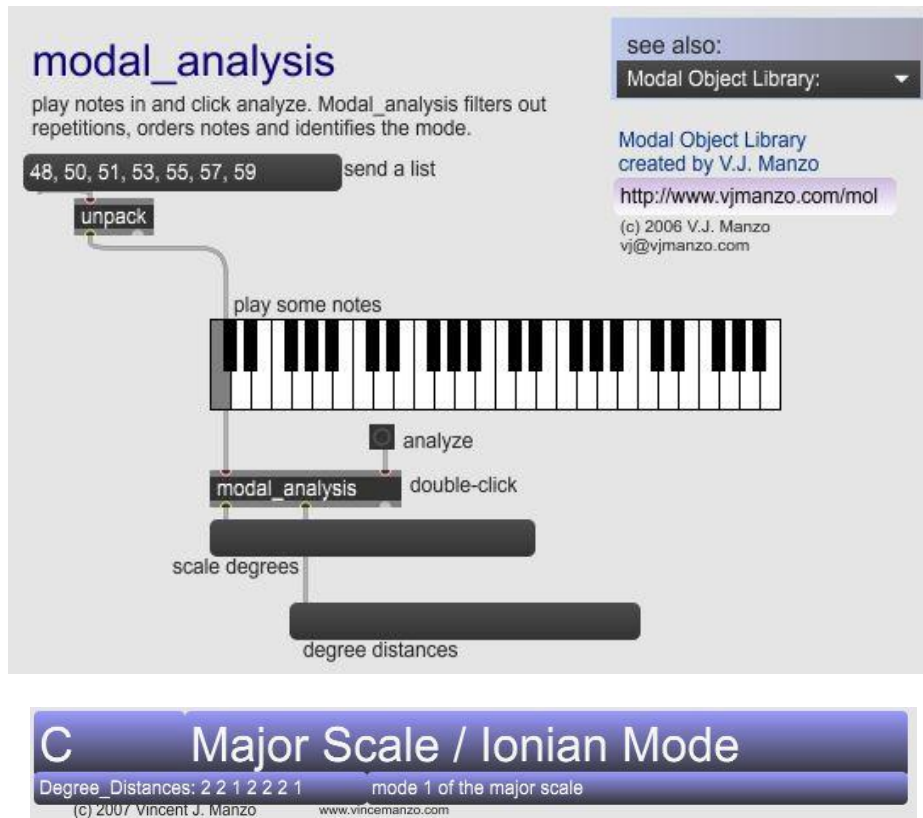 modal_analysis
play notes in and click analyze. Modal_analysis filters out
repetitions, orders notes and identifies the mode.
see also:
Modal Object Library:
Modal Object Library
created by V.J. Manzo
http://www.vjmanzo.com/mol
(c) 2006 V.J. Manzo
vj@vjmanzo.com
48, 50, 51, 53, 55, 57, 59
send a list
unpack
play some notes
analyze
modal_analysis
double-click
scale degrees
degree distances
C Major Scale / Ionian Mode
Degree_Distances: 2 2 1 2 2 2 1 mode 1 of the major scale
(c) 2007 Vincent J. Manzo www.vincemanzo.com